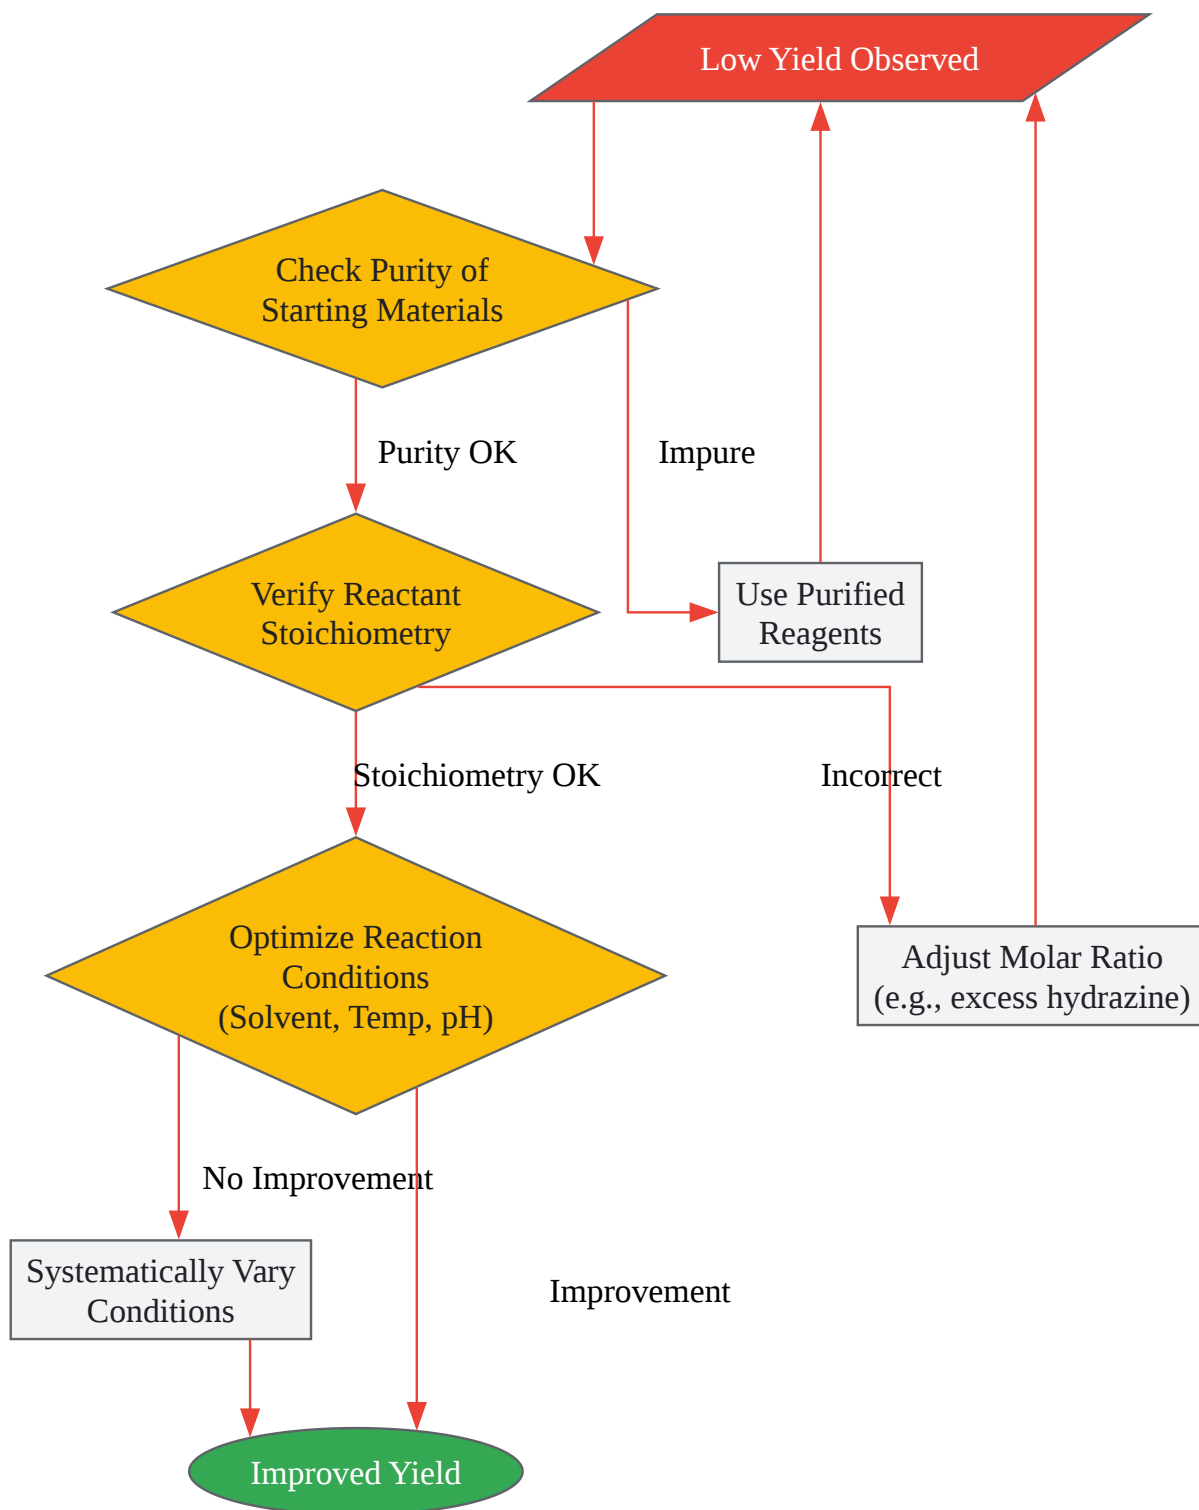 Low Yield Observed
Check Purity of
Starting Materials
Purity OK
Impure
Verify Reactant
Stoichiometry
Use Purified
Reagents
Stoichiometry OK
Incorrect
Optimize Reaction
Conditions
(Solvent, Temp, pH)
Adjust Molar Ratio
(e.g., excess hydrazine)
No Improvement
Systematically Vary
Conditions
Improvement
Improved Yield